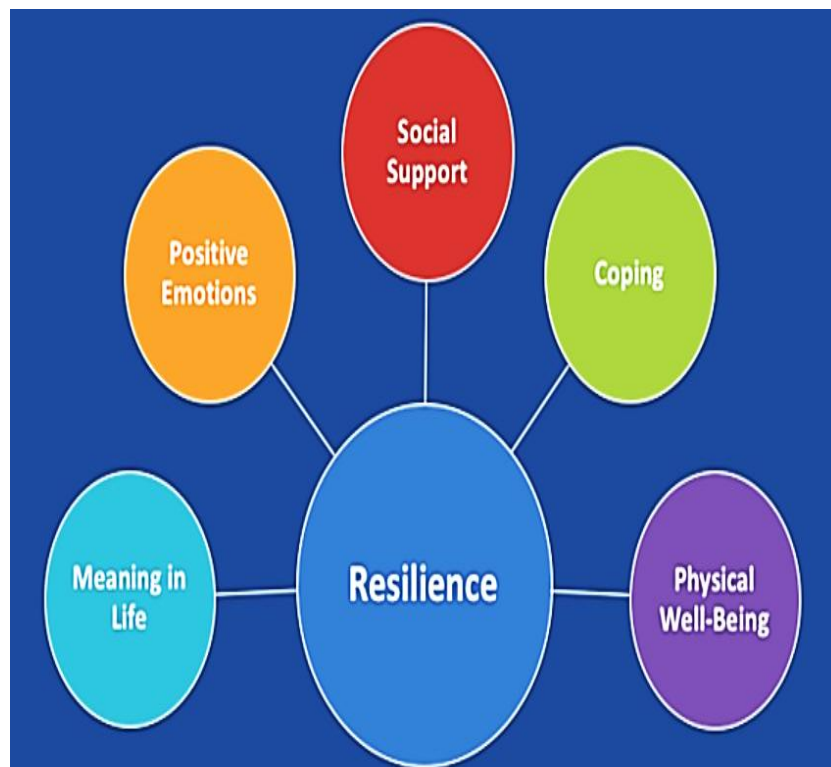 Social
Support
Positive
Emotions
Coping
Meaning in
Life
Resilience
Physical
Well-Being